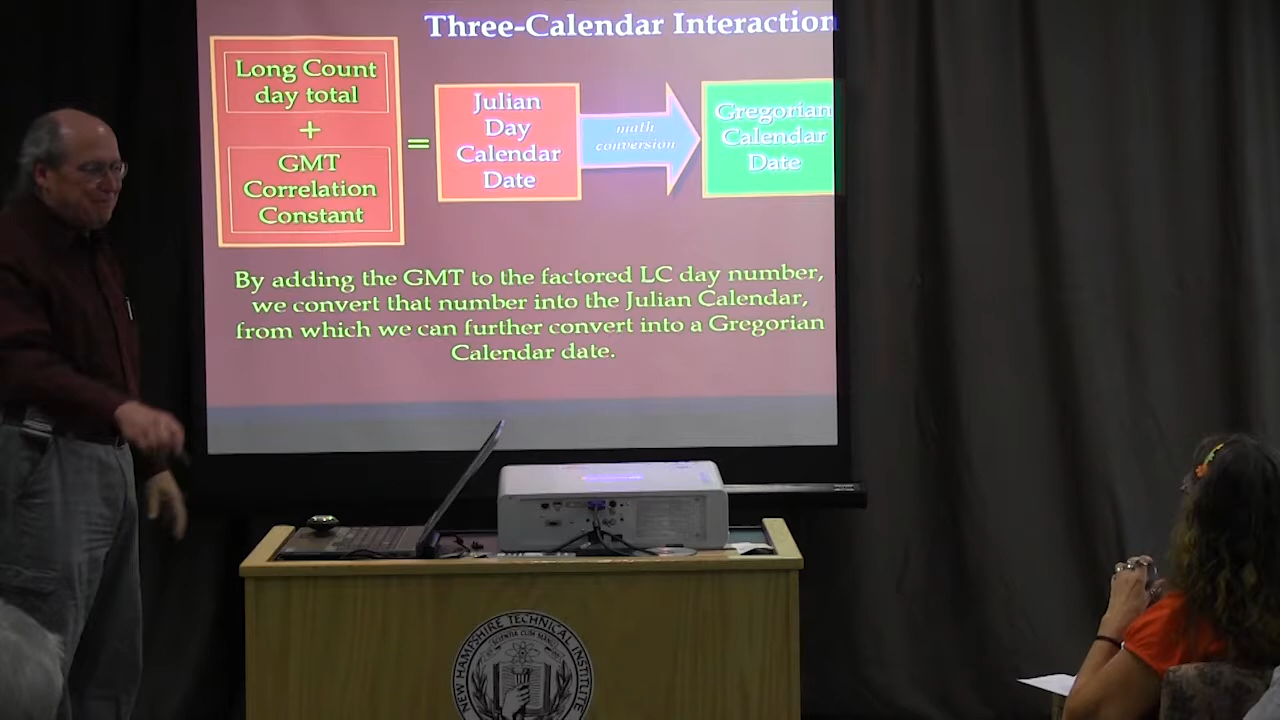 Three-Calendar Interaction
Long Count
day total
+
GMT
Correlation
Constant
=
Julian
Day
Calendar
Date
math
conversion
Gregorian
Calendar
Date
By adding the GMT to the factored LC day number,
we convert that number into the Julian Calendar,
from which we can further convert into a Gregorian
Calendar date.
NEW HAMPSHIRE TECHNICAL INSTITUTE